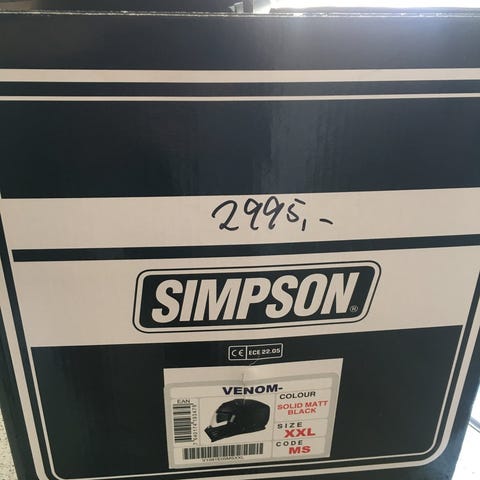 2995,-
SIMPSON®
CE ECE 22.05
VENOM-
EAN
COLOUR
SOLID MATT
BLACK
SIZE
XXL
CODE
MS